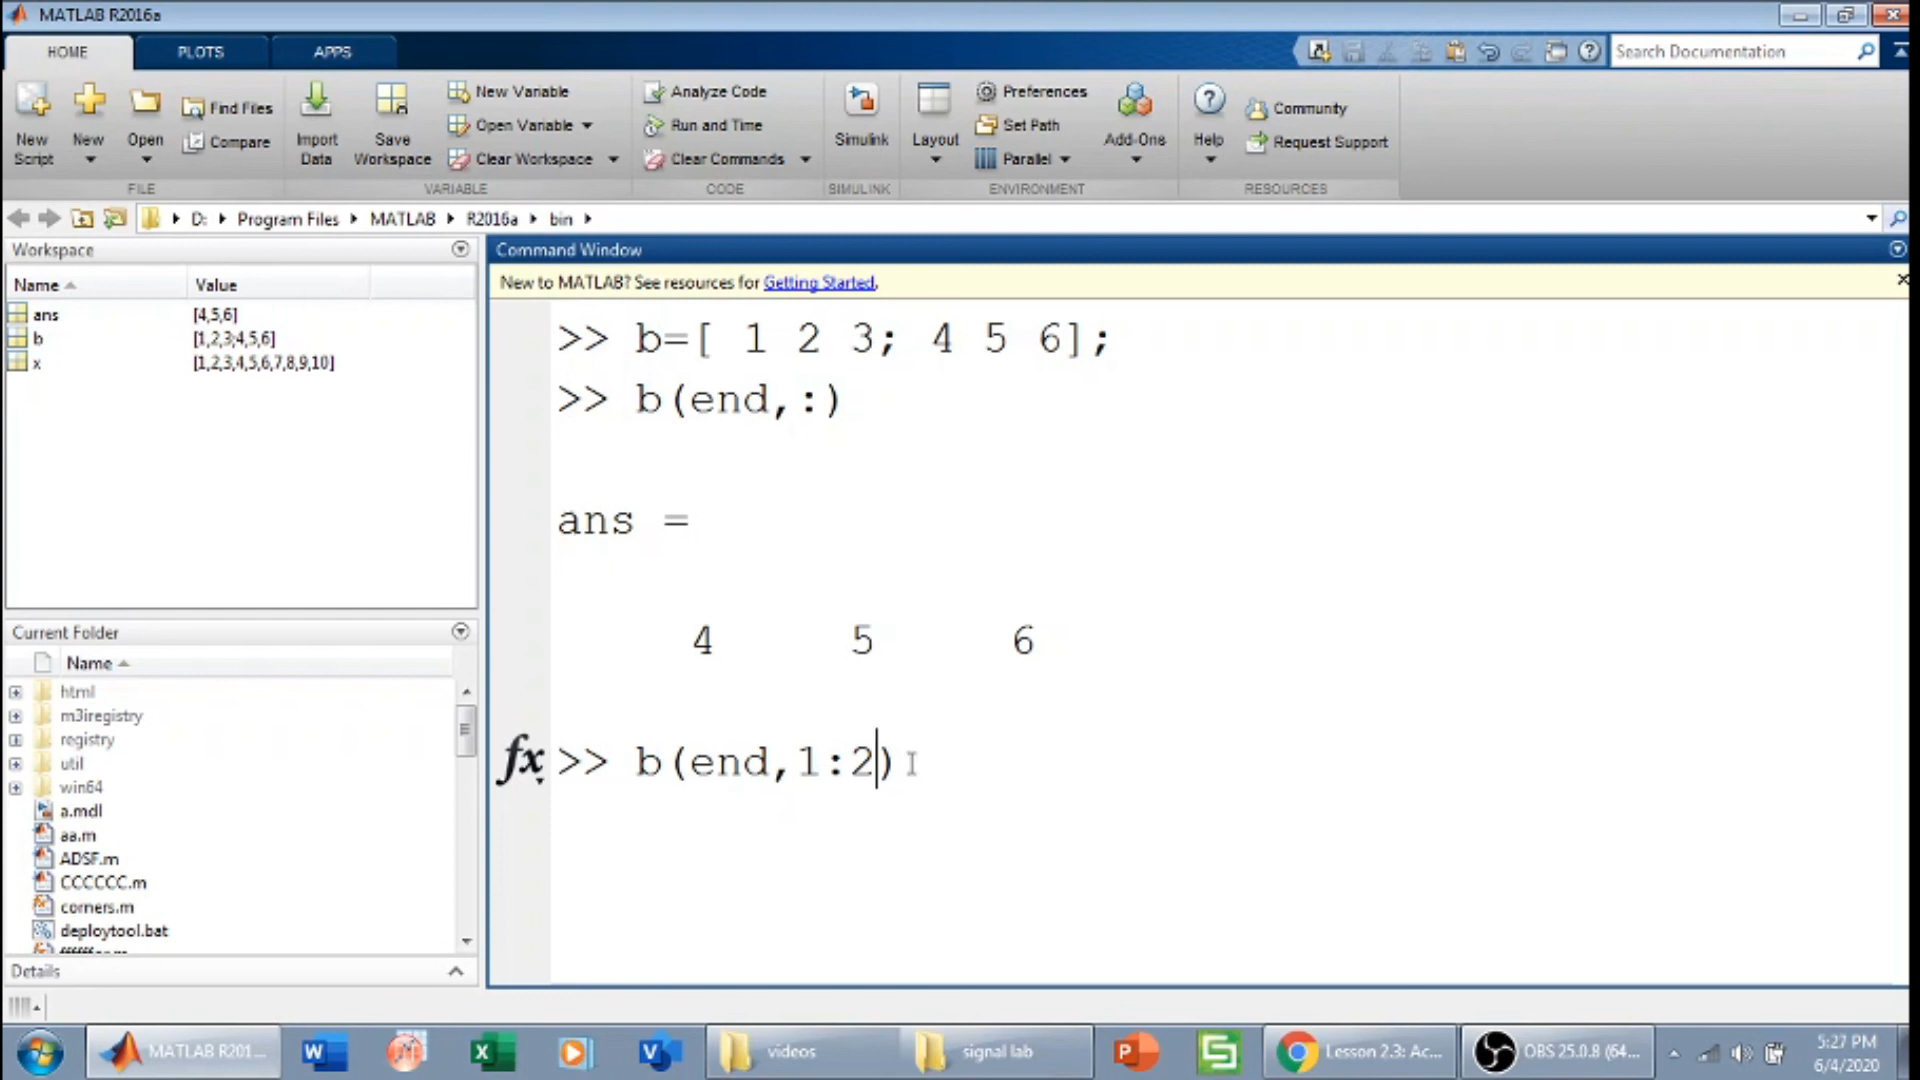 MATLAB R2016a
HOME PLOTS APPS
Search Documentation
New Script
New
Open
Find Files
Compare
Import Data
Save Workspace
New Variable
Open Variable
Clear Workspace
Analyze Code
Run and Time
Clear Commands
Simulink
Layout
Preferences
Set Path
Parallel
Add-Ons
Help
Community
Request Support
FILE VARIABLE CODE SIMULINK ENVIRONMENT RESOURCES
D: Program Files MATLAB R2016a bin
Workspace
Name Value
ans [4,5,6]
b [1,2,3;4,5,6]
x [1,2,3,4,5,6,7,8,9,10]
Current Folder
Name
html
m3iregistry
registry
util
win64
a.mdl
aa.m
ADSF.m
CCCCCC.m
corners.m
deploytool.bat
Details
Command Window
New to MATLAB? See resources for Getting Started.
>> b=[ 1 2 3; 4 5 6];
>> b(end,:)
ans =
4 5 6
fx >> b(end,1:2)
MATLAB R201... videos signal lab Lesson 2.3: Ac... OBS 25.0.8 (64...
5:27 PM
6/4/2020